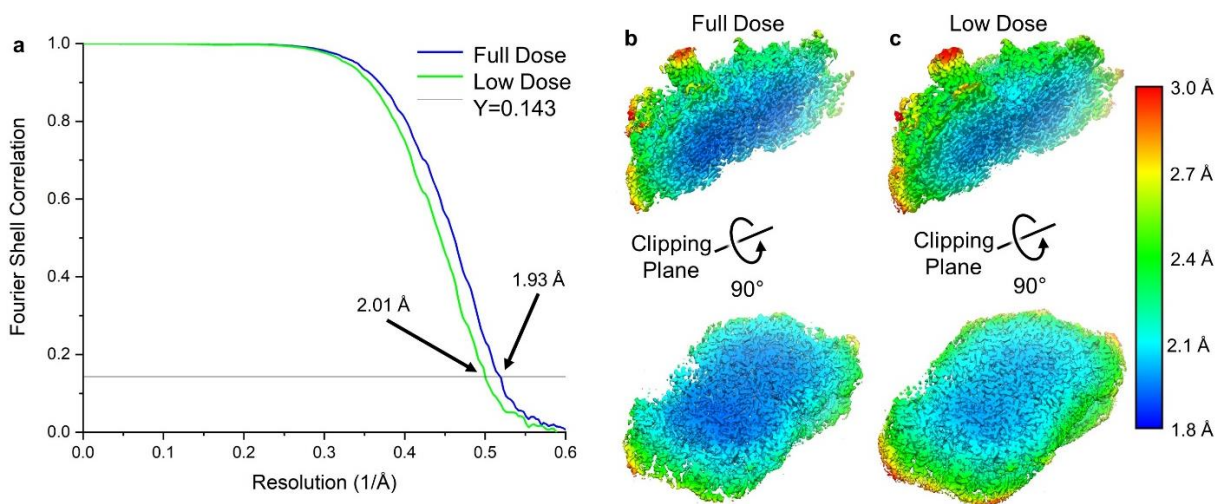 a
1.0
0.8
0.6
0.4
0.2
0.0
Fourier Shell Correlation
Full Dose
Low Dose
Y=0.143
2.01 Å
1.93 Å
0.0 0.1 0.2 0.3 0.4 0.5 0.6
Resolution (1/Å)
b
Full Dose
Clipping
Plane
90°
c
Low Dose
Clipping
Plane
90°
3.0 Å
2.7 Å
2.4 Å
2.1 Å
1.8 Å